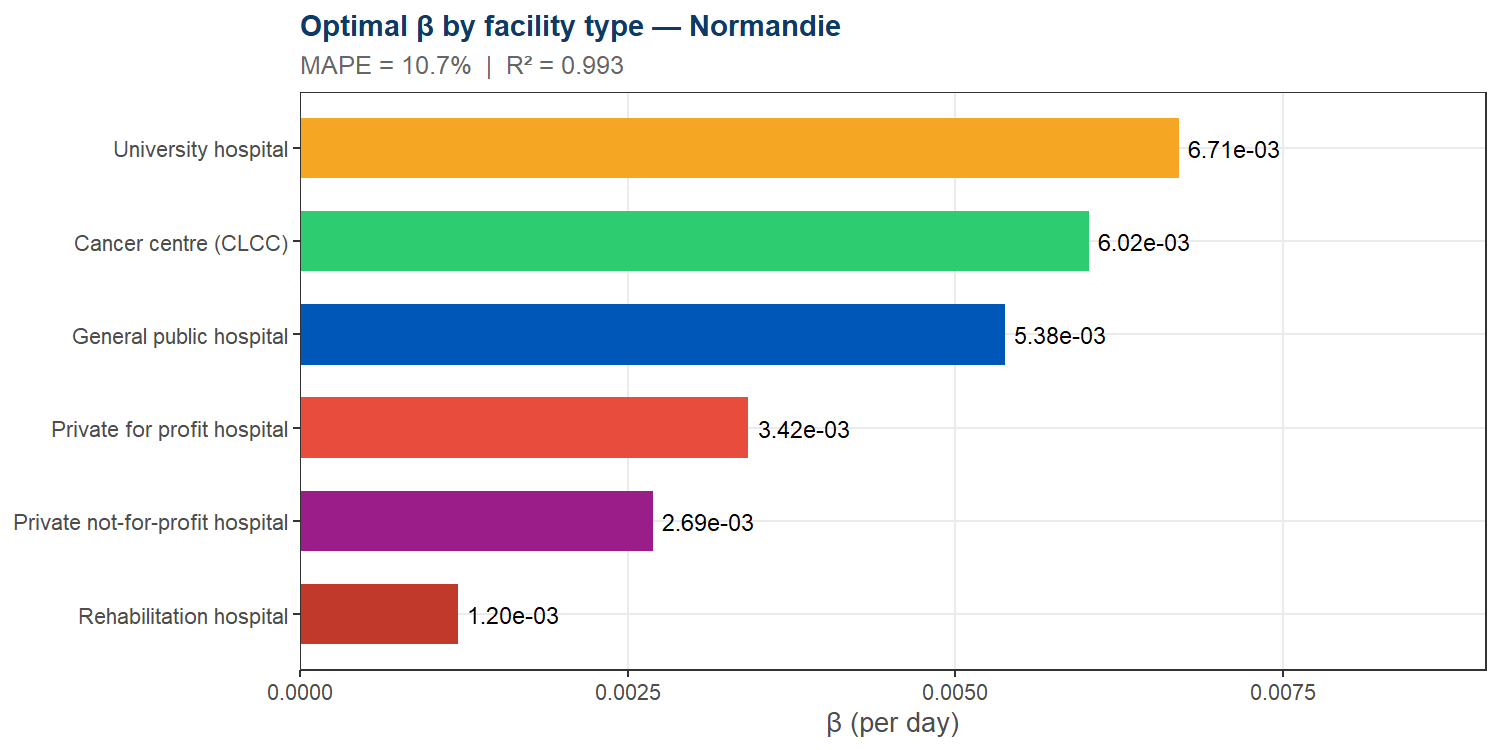 Optimal β by facility type — Normandie
MAPE = 10.7% | R² = 0.993
University hospital
6.71e-03
Cancer centre (CLCC)
6.02e-03
General public hospital
5.38e-03
Private for profit hospital
3.42e-03
Private not-for-profit hospital
2.69e-03
Rehabilitation hospital
1.20e-03
0.0000 0.0025 0.0050 0.0075
β (per day)